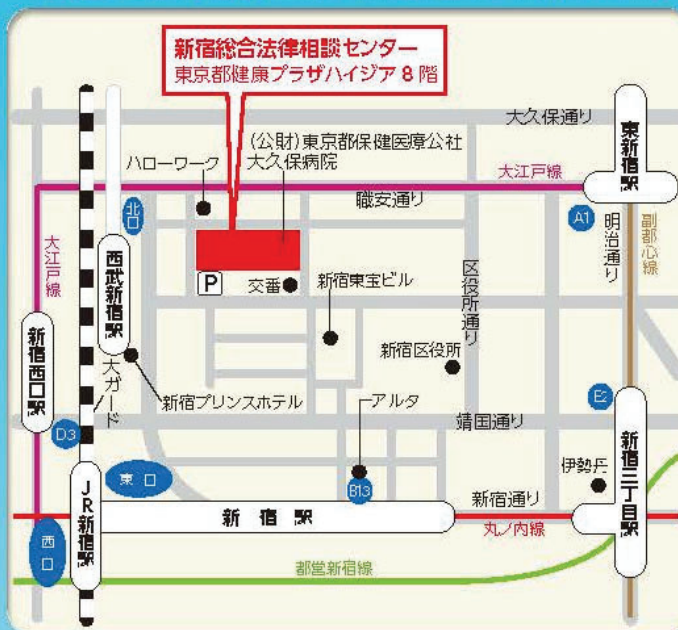 新宿総合法律相談センター
東京都健康プラザハイジア 8 階
大久保通り
(公財)東京都保健医療公社
大久保病院
ハローワーク
大江戸線
東新宿駅
職安通り
北口
A1
明治通り
副都心線
大江戸線
西武新宿駅
P
交番
新宿東宝ビル
区役所通り
新宿西口駅
大ガード
新宿プリンスホテル
新宿区役所
アルタ
靖国通り
E2
D3
JR新宿駅
東口
B13
新宿駅
新宿通り
伊勢丹
新宿三丁目駅
丸ノ内線
西口
都営新宿線